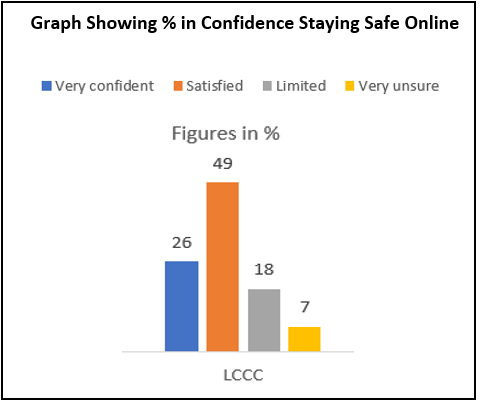 Graph Showing % in Confidence Staying Safe Online
Very confident Satisfied Limited Very unsure
Figures in %
49
26
18
7
LCCC